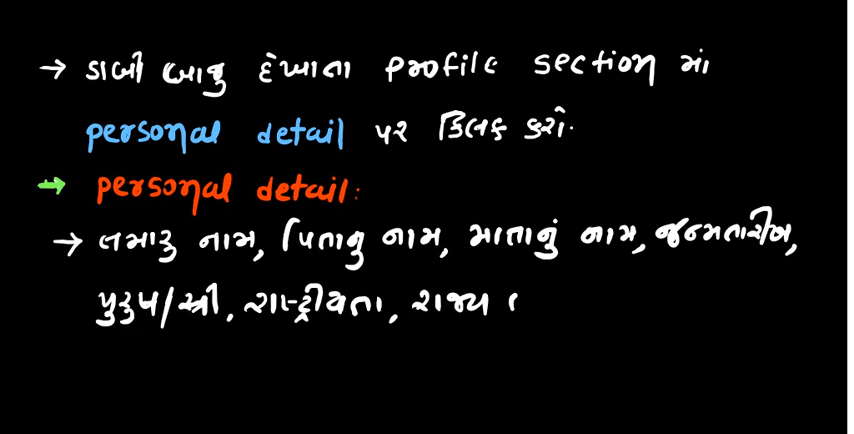 → ડાબી બાજુ દેખાતા profile section માં
personal detail પર ક્લિક કરો.
→ personal detail:
→ તમારૂ નામ, પિતાનુ નામ, માતાનું નામ, જન્મતારીખ,
પુરુષ/સ્ત્રી, રાષ્ટ્રીયતા, રાજ્ય